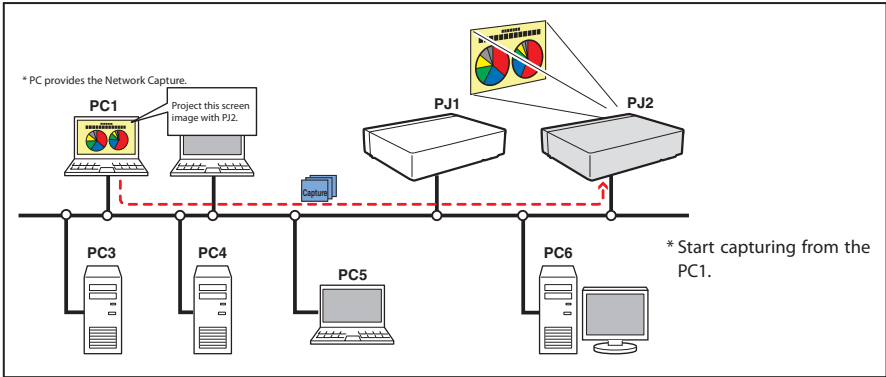 * PC provides the Network Capture.
PC1
Project this screen
image with PJ2.
PJ1
PJ2
Capture
PC3
PC4
PC5
PC6
* Start capturing from the
PC1.